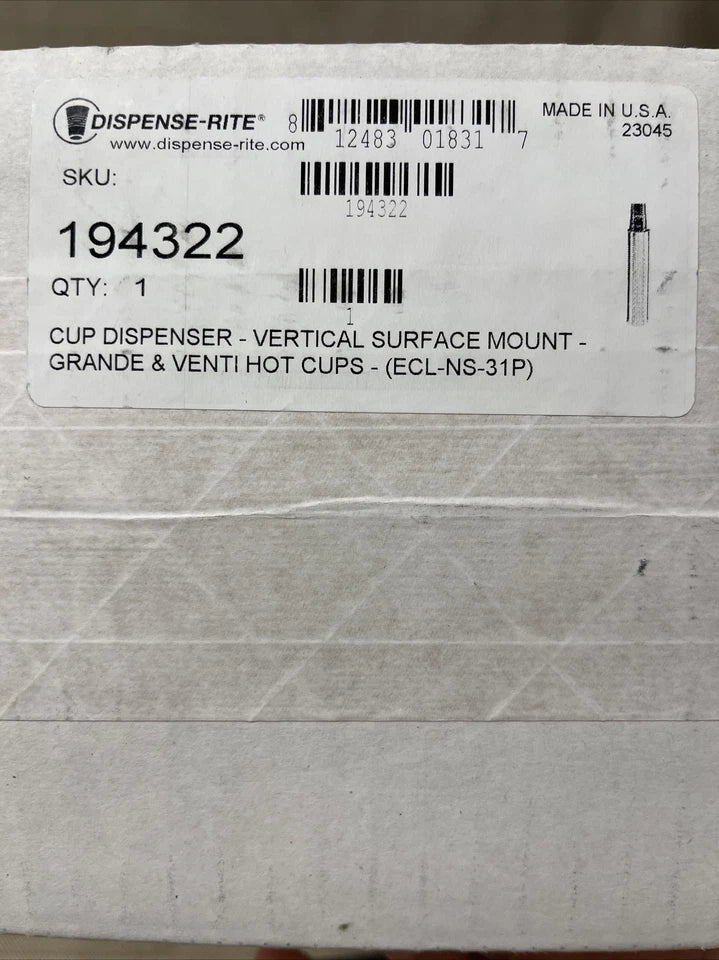 DISPENSE-RITE®
www.dispense-rite.com
8 12483 01831 7
MADE IN U.S.A.
23045
SKU:
194322
194322
QTY: 1
1
CUP DISPENSER - VERTICAL SURFACE MOUNT -
GRANDE & VENTI HOT CUPS - (ECL-NS-31P)